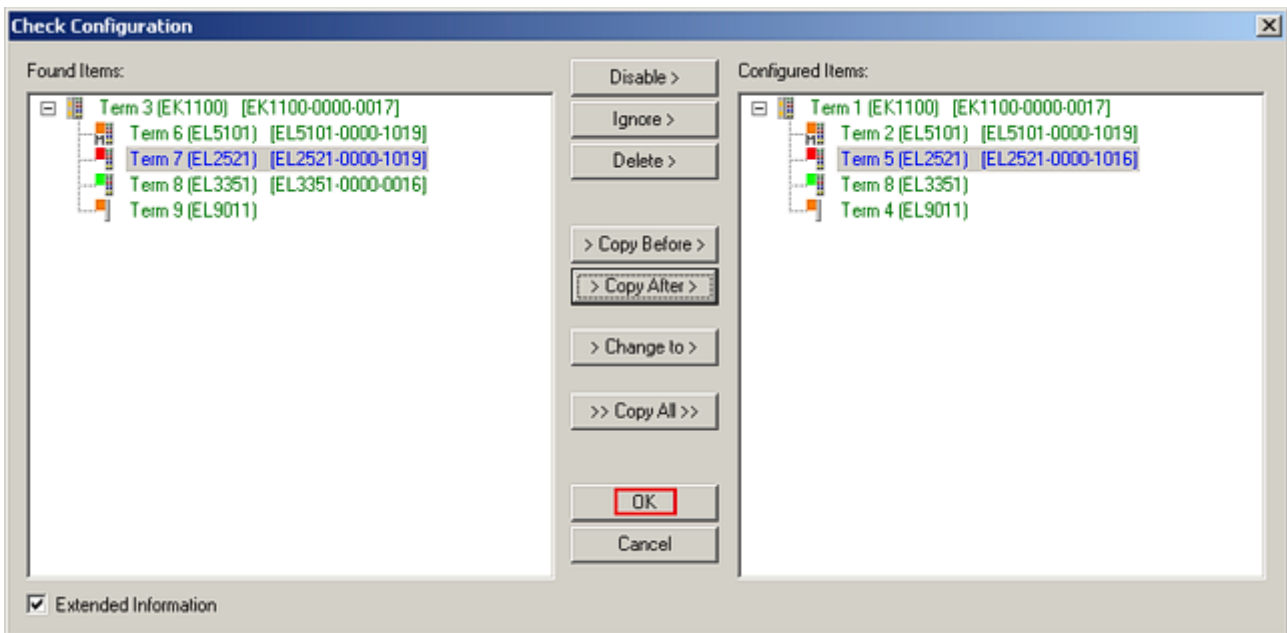 Check Configuration
Found Items:
Term 3 (EK1100) [EK1100-0000-0017]
Term 6 (EL5101) [EL5101-0000-1019]
Term 7 (EL2521) [EL2521-0000-1019]
Term 8 (EL3351) [EL3351-0000-0016]
Term 9 (EL9011)
Disable >
Ignore >
Delete >
> Copy Before >
> Copy After >
> Change to >
>> Copy All >>
OK
Cancel
Configured Items:
Term 1 (EK1100) [EK1100-0000-0017]
Term 2 (EL5101) [EL5101-0000-1019]
Term 5 (EL2521) [EL2521-0000-1016]
Term 8 (EL3351)
Term 4 (EL9011)
Extended Information